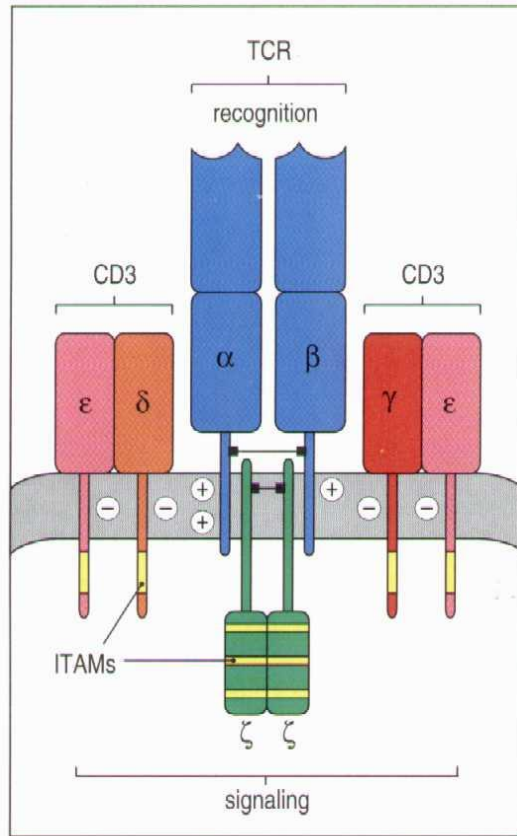 TCR
recognition
CD3
CD3
α
β
ε
δ
γ
ε
+
+
+
−
−
−
−
ITAMs
ζ
ζ
signaling